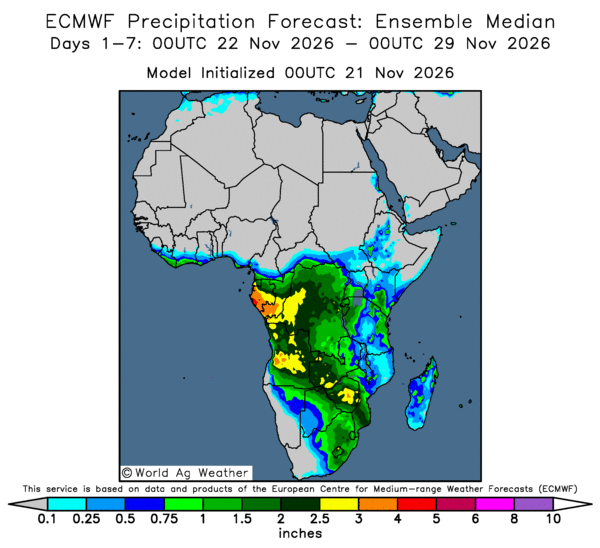 ECMWF Precipitation Forecast: Ensemble Median
Days 1–7: 00UTC 22 Nov 2026 – 00UTC 29 Nov 2026
Model Initialized 00UTC 21 Nov 2026
© World Ag Weather
This service is based on data and products of the European Centre for Medium-range Weather Forecasts (ECMWF)
0.1 0.25 0.5 0.75 1 1.5 2 2.5 3 4 5 6 8 10
inches